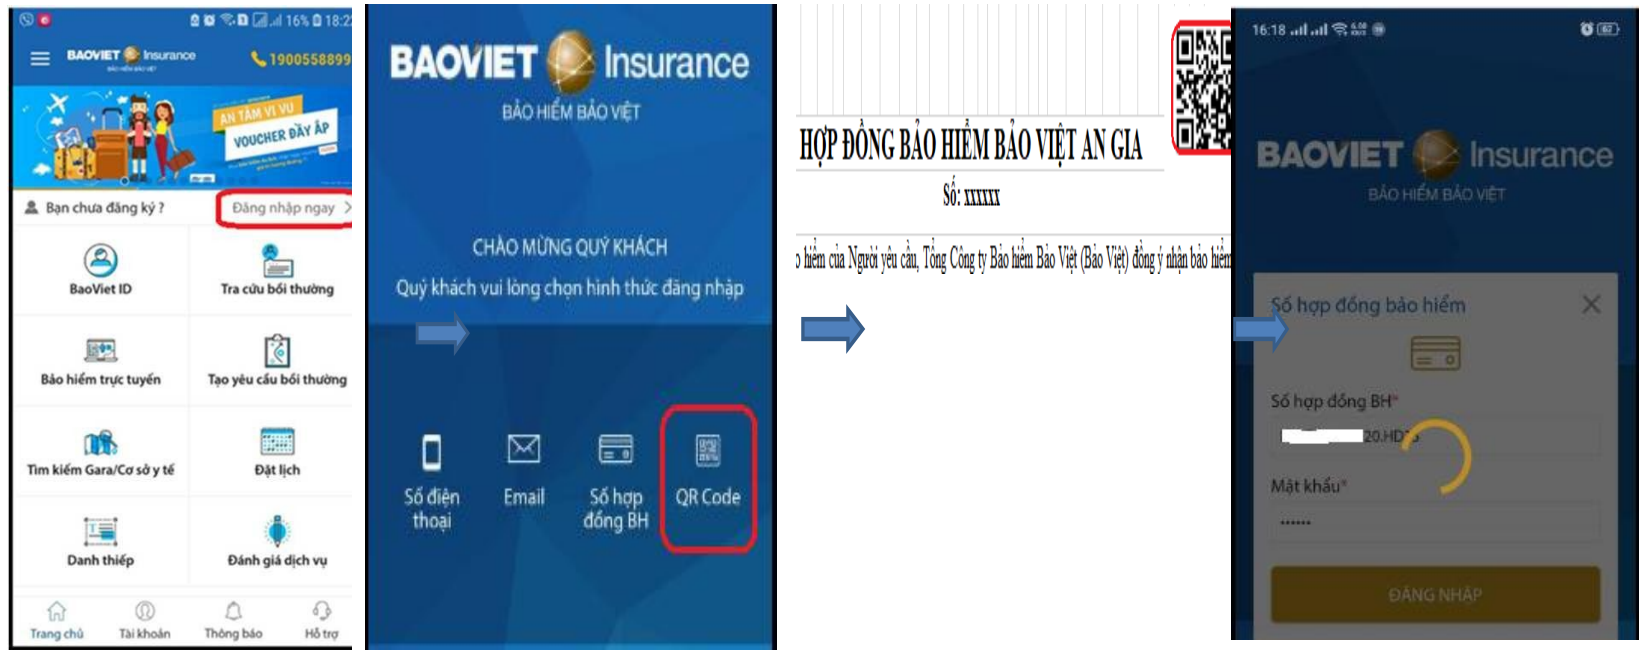 16% 18:22
BAOVIET Insurance
BẢO HIỂM BẢO VIỆT
1900558899
AN TÂM VI VU
VOUCHER ĐẦY ẮP
Bạn chưa đăng ký ?
Đăng nhập ngay
BaoViet ID
Tra cứu bồi thường
Bảo hiểm trực tuyến
Tạo yêu cầu bồi thường
Tìm kiếm Gara/Cơ sở y tế
Đặt lịch
Danh thiếp
Đánh giá dịch vụ
Trang chủ
Tài khoản
Thông báo
Hỗ trợ
BAOVIET Insurance
BẢO HIỂM BẢO VIỆT
CHÀO MỪNG QUÝ KHÁCH
Quý khách vui lòng chọn hình thức đăng nhập
Số điện
thoại
Email
Số hợp
đồng BH
QR Code
HỢP ĐỒNG BẢO HIỂM BẢO VIỆT AN GIA
Số: xxxxxx
o hiểm của Người yêu cầu, Tổng Công ty Bảo hiểm Bảo Việt (Bảo Việt) đồng ý nhận bảo hiểm
16:18
BAOVIET Insurance
BẢO HIỂM BẢO VIỆT
Số hợp đồng bảo hiểm
Số hợp đồng BH*
Mật khẩu*
ĐĂNG NHẬP